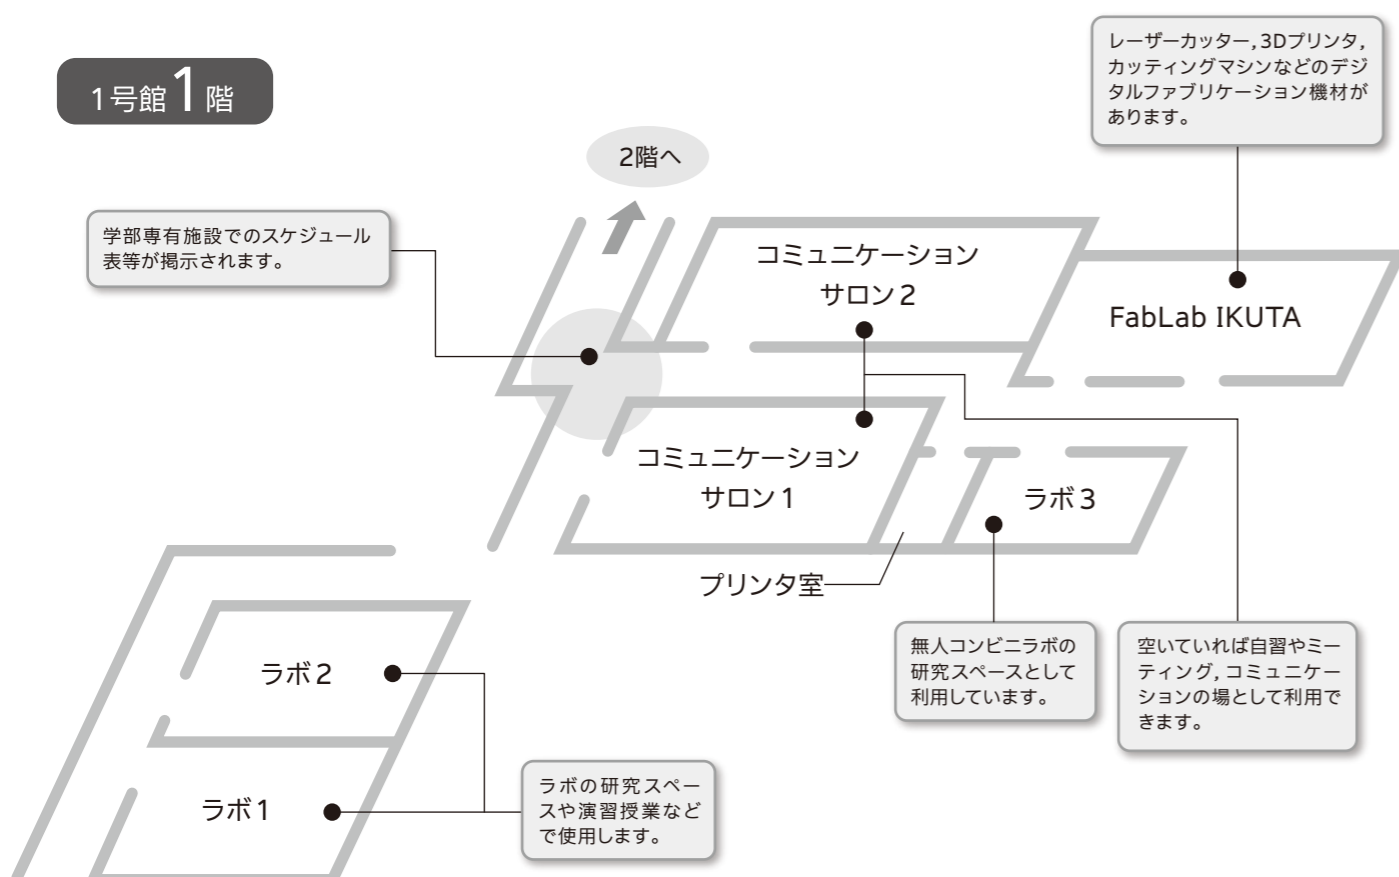 1号館1階
レーザーカッター,3Dプリンタ,
カッティングマシンなどのデジ
タルファブリケーション機材が
あります。
2階へ
学部専有施設でのスケジュール
表等が掲示されます。
コミュニケーション
サロン2
FabLab IKUTA
コミュニケーション
サロン1
ラボ3
プリンタ室
無人コンビニラボの
研究スペースとして
利用しています。
空いていれば自習やミー
ティング,コミュニケー
ションの場として利用で
きます。
ラボ2
ラボ1
ラボの研究スペー
スや演習授業など
で使用します。